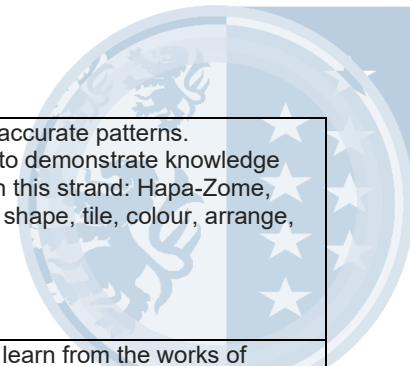 accurate patterns.
to demonstrate knowledge
n this strand: Hapa-Zome,
shape, tile, colour, arrange,
learn from the works of